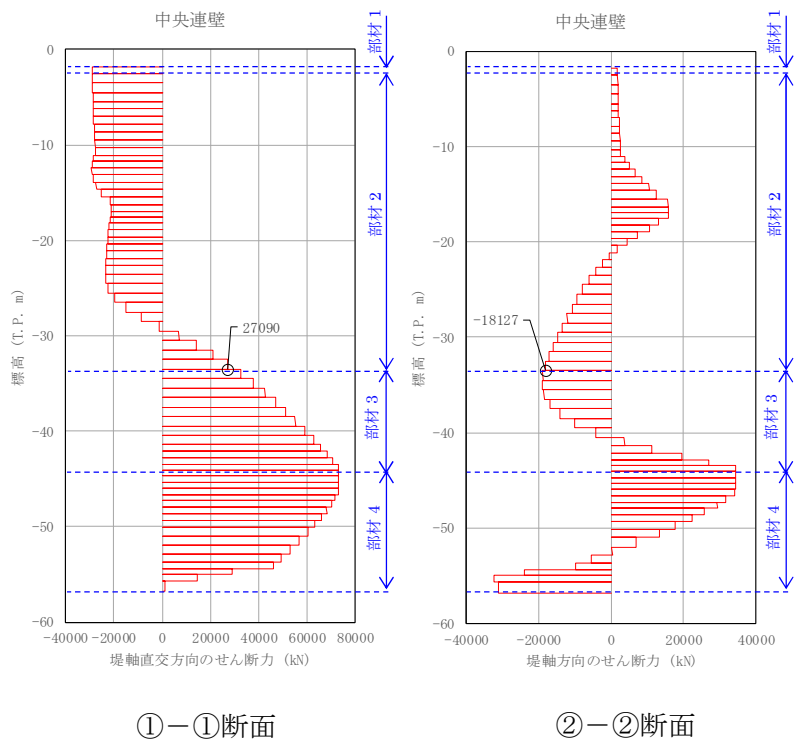 中央連壁
標高 (T.P. m)
0
-10
-20
-30
-40
-50
-60
27090
部材 1
部材 2
部材 3
部材 4
-40000 -20000 0 20000 40000 60000 80000
堤軸直交方向のせん断力 (kN)
①－①断面
中央連壁
標高 (T.P. m)
0
-10
-20
-30
-40
-50
-60
-18127
部材 1
部材 2
部材 3
部材 4
-40000 -20000 0 20000 40000
堤軸方向のせん断力 (kN)
②－②断面